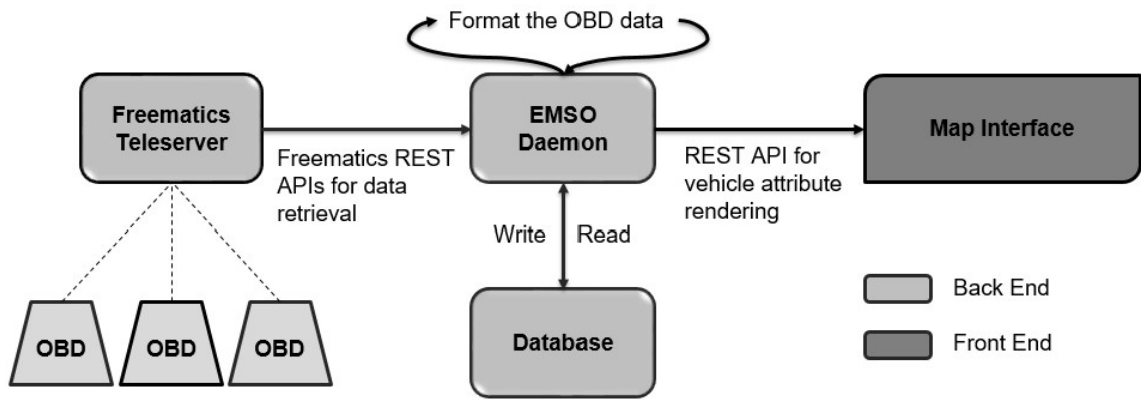 Format the OBD data
Freematics
Teleserver
EMSO
Daemon
Map Interface
Freematics REST
APIs for data
retrieval
REST API for
vehicle attribute
rendering
Write
Read
OBD
OBD
OBD
Database
Back End
Front End